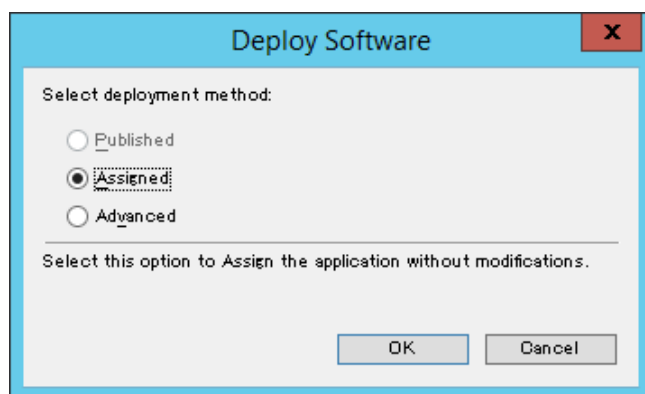 Deploy Software
x
Select deployment method:
Published
Assigned
Advanced
Select this option to Assign the application without modifications.
OK Cancel